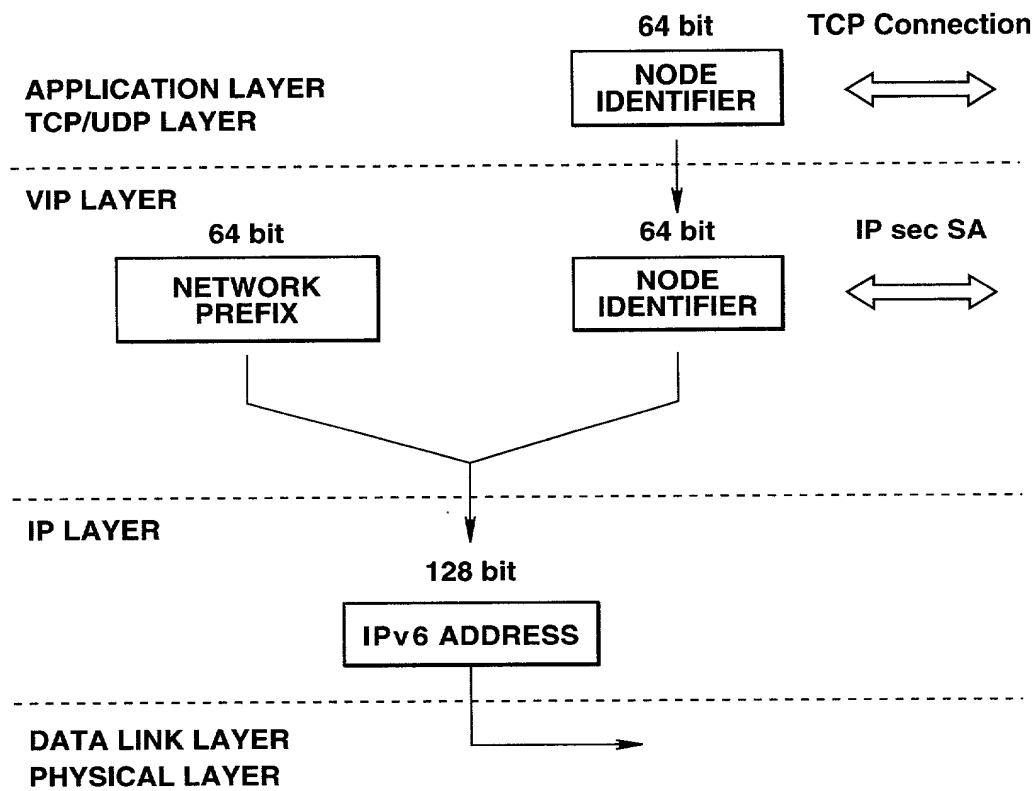 64 bit
TCP Connection
NODE
IDENTIFIER
APPLICATION LAYER
TCP/UDP LAYER
VIP LAYER
64 bit
64 bit
IP sec SA
NETWORK
PREFIX
NODE
IDENTIFIER
IP LAYER
128 bit
IPv6 ADDRESS
DATA LINK LAYER
PHYSICAL LAYER